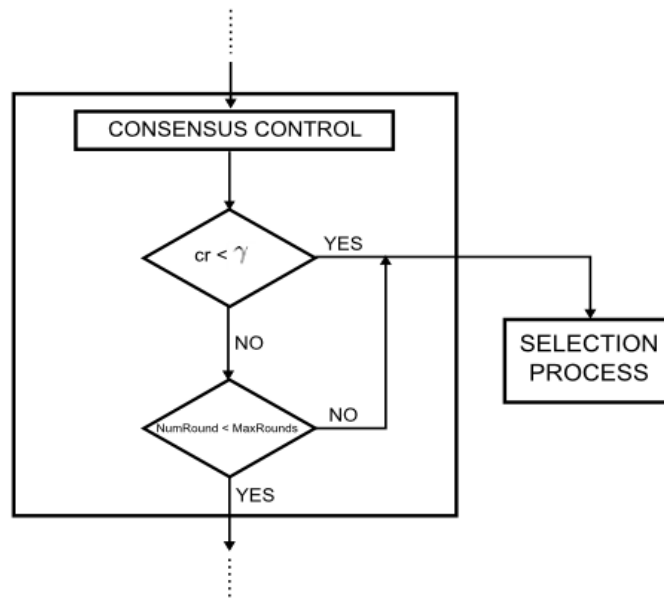 CONSENSUS CONTROL
cr < γ
YES
NO
SELECTION
PROCESS
NumRound < MaxRounds
NO
YES